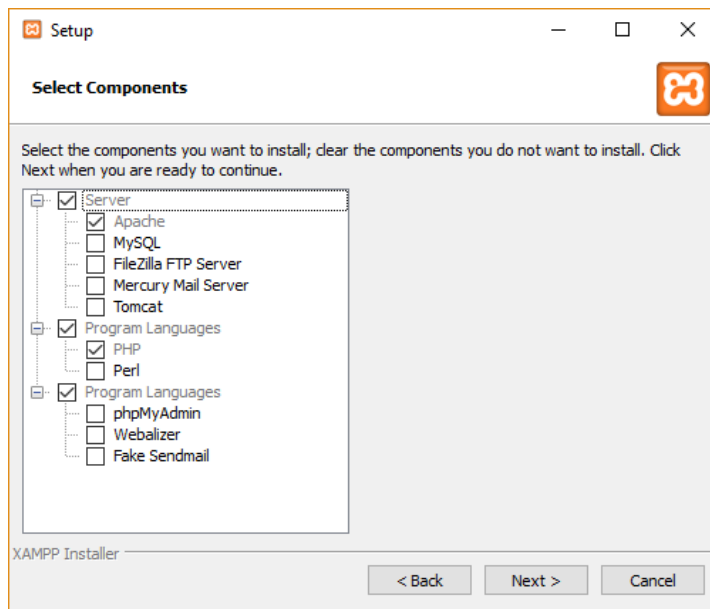 Setup
Select Components
Select the components you want to install; clear the components you do not want to install. Click
Next when you are ready to continue.
Server
Apache
MySQL
FileZilla FTP Server
Mercury Mail Server
Tomcat
Program Languages
PHP
Perl
Program Languages
phpMyAdmin
Webalizer
Fake Sendmail
XAMPP Installer
< Back Next > Cancel